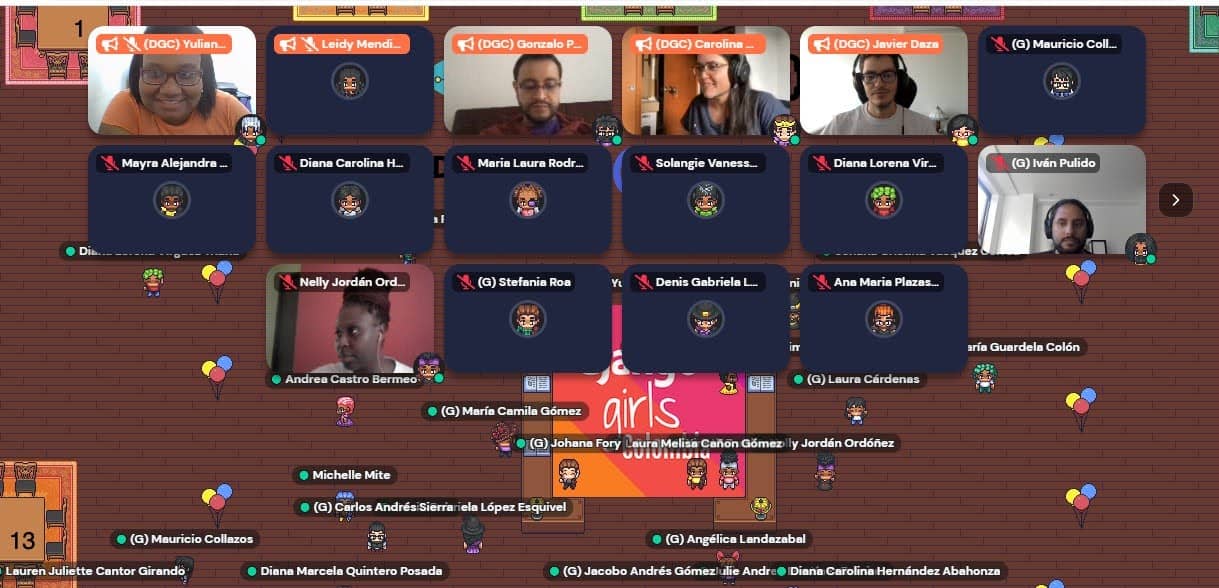 1
(DGC) Yulian...
Leidy Mendi...
(DGC) Gonzalo P...
(DGC) Carolina ...
(DGC) Javier Daza
(G) Mauricio Coll...
Mayra Alejandra ...
Diana Carolina H...
Maria Laura Rodr...
Solangie Vaness...
Diana Lorena Vir...
(G) Iván Pulido
Nelly Jordán Ord...
(G) Stefania Roa
Denis Gabriela L...
Ana Maria Plazas...
aría Guardela Colón
Andrea Castro Bermeo
(G) Laura Cárdenas
(G) María Camila Gómez
girls
(G) Johana Fory
Laura Melisa Cañon Gómez
lly Jordán Ordóñez
Colombia
Michelle Mite
(G) Carlos Andrés Sierra
riela López Esquivel
13
(G) Mauricio Collazos
(G) Angélica Landazabal
Lauren Juliette Cantor Girando
Diana Marcela Quintero Posada
(G) Jacobo Andrés Gómez
Julie Andre
Diana Carolina Hernández Abahonza